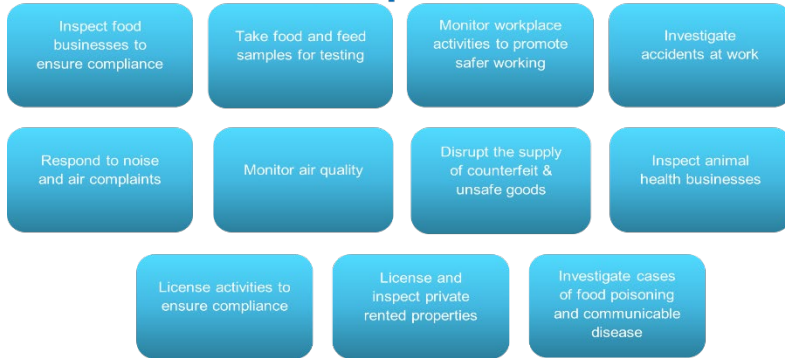 Inspect food
businesses to
ensure compliance
Take food and feed
samples for testing
Monitor workplace
activities to promote
safer working
Investigate
accidents at work
Respond to noise
and air complaints
Monitor air quality
Disrupt the supply
of counterfeit &
unsafe goods
Inspect animal
health businesses
License activities to
ensure compliance
License and
inspect private
rented properties
Investigate cases
of food poisoning
and communicable
disease